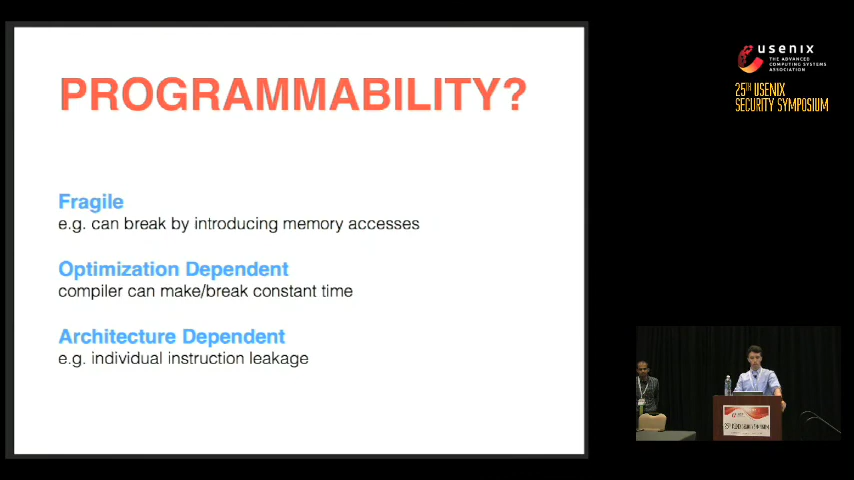 PROGRAMMABILITY?
Fragile
e.g. can break by introducing memory accesses
Optimization Dependent
compiler can make/break constant time
Architecture Dependent
e.g. individual instruction leakage
usenix
THE ADVANCED
COMPUTING SYSTEMS
ASSOCIATION
25TH USENIX
SECURITY SYMPOSIUM